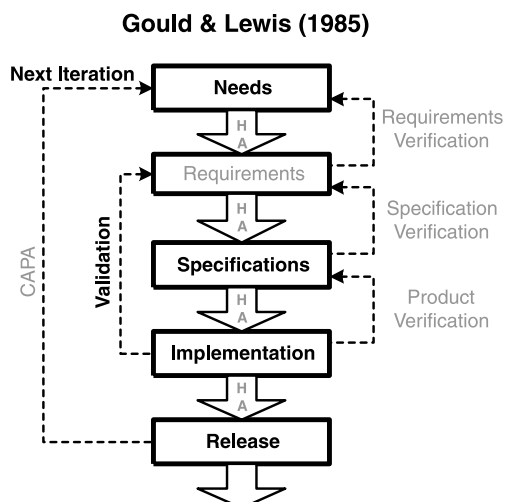 Gould & Lewis (1985)
Next Iteration
Needs
H
A
Requirements
Verification
Requirements
H
A
Specification
Verification
CAPA
Validation
Specifications
H
A
Product
Verification
Implementation
H
A
Release